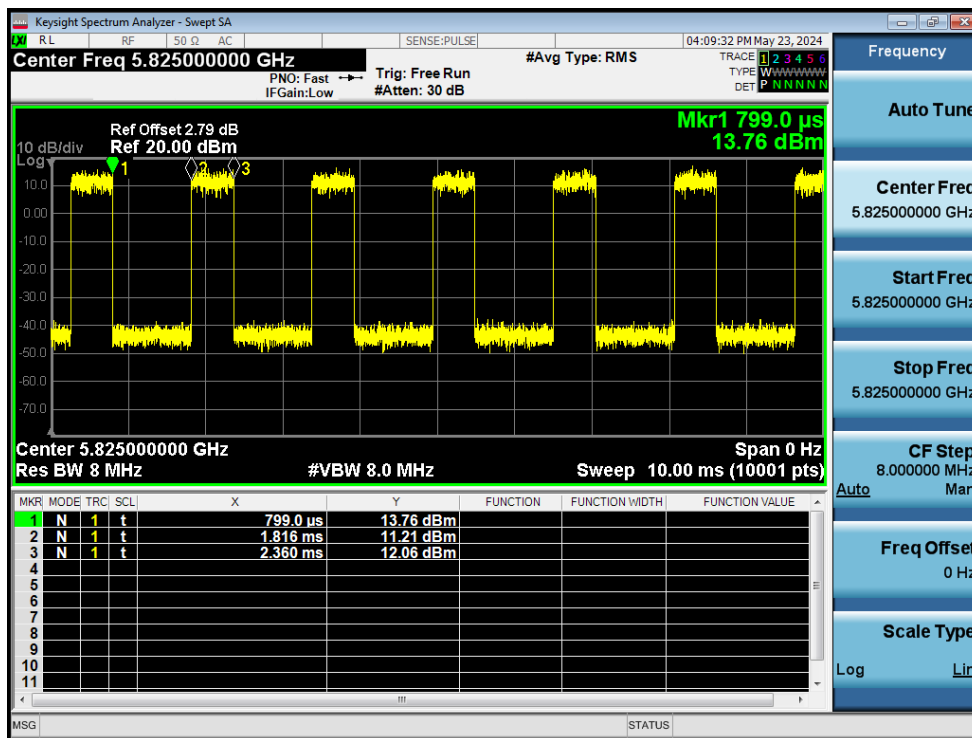 Keysight Spectrum Analyzer - Swept SA
LXI RL RF 50 Ω AC SENSE:PULSE 04:09:32 PM May 23, 2024
Center Freq 5.825000000 GHz
PNO: Fast
IFGain:Low
Trig: Free Run
#Atten: 30 dB
#Avg Type: RMS
TRACE 1 2 3 4 5 6
TYPE WWWWWW
DET P N N N N N
Ref Offset 2.79 dB
10 dB/div Ref 20.00 dBm
Log
Mkr1 799.0 µs
13.76 dBm
1 2 3
10.0
0.00
-10.0
-20.0
-30.0
-40.0
-50.0
-60.0
-70.0
Center 5.825000000 GHz Span 0 Hz
Res BW 8 MHz #VBW 8.0 MHz Sweep 10.00 ms (10001 pts)
MKR MODE TRC SCL X Y FUNCTION FUNCTION WIDTH FUNCTION VALUE
1 N 1 t 799.0 µs 13.76 dBm
2 N 1 t 1.816 ms 11.21 dBm
3 N 1 t 2.360 ms 12.06 dBm
4
5
6
7
8
9
10
11
MSG STATUS
Frequency
Auto Tune
Center Freq
5.825000000 GHz
Start Freq
5.825000000 GHz
Stop Freq
5.825000000 GHz
CF Step
8.000000 MHz
Auto Man
Freq Offset
0 Hz
Scale Type
Log Lin